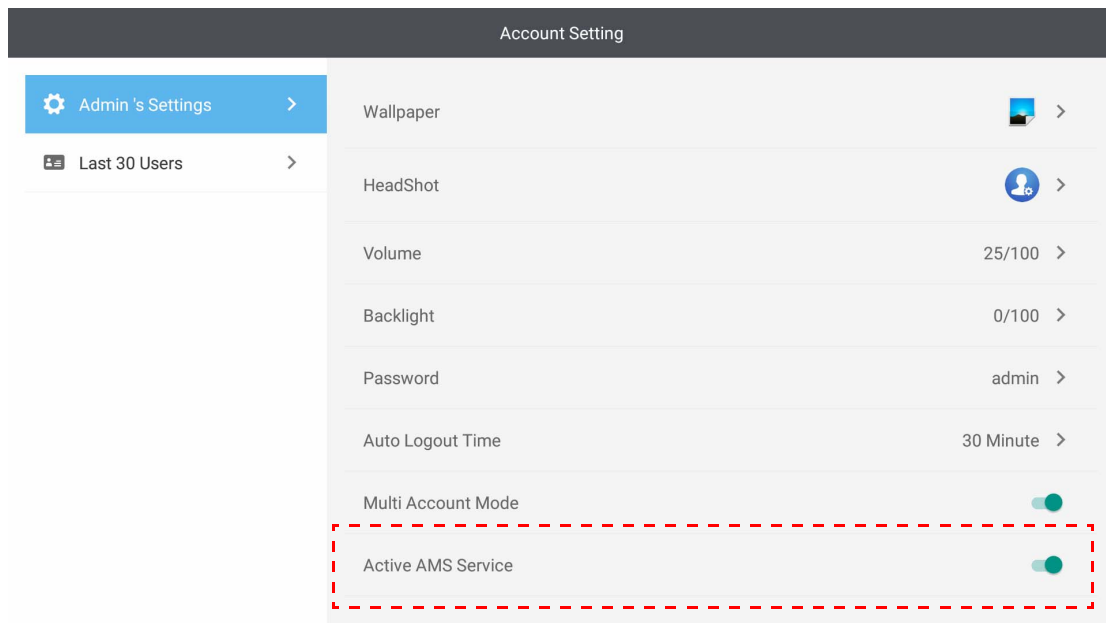 Account Setting
Admin 's Settings
Last 30 Users
Wallpaper
HeadShot
Volume 25/100
Backlight 0/100
Password admin
Auto Logout Time 30 Minute
Multi Account Mode
Active AMS Service